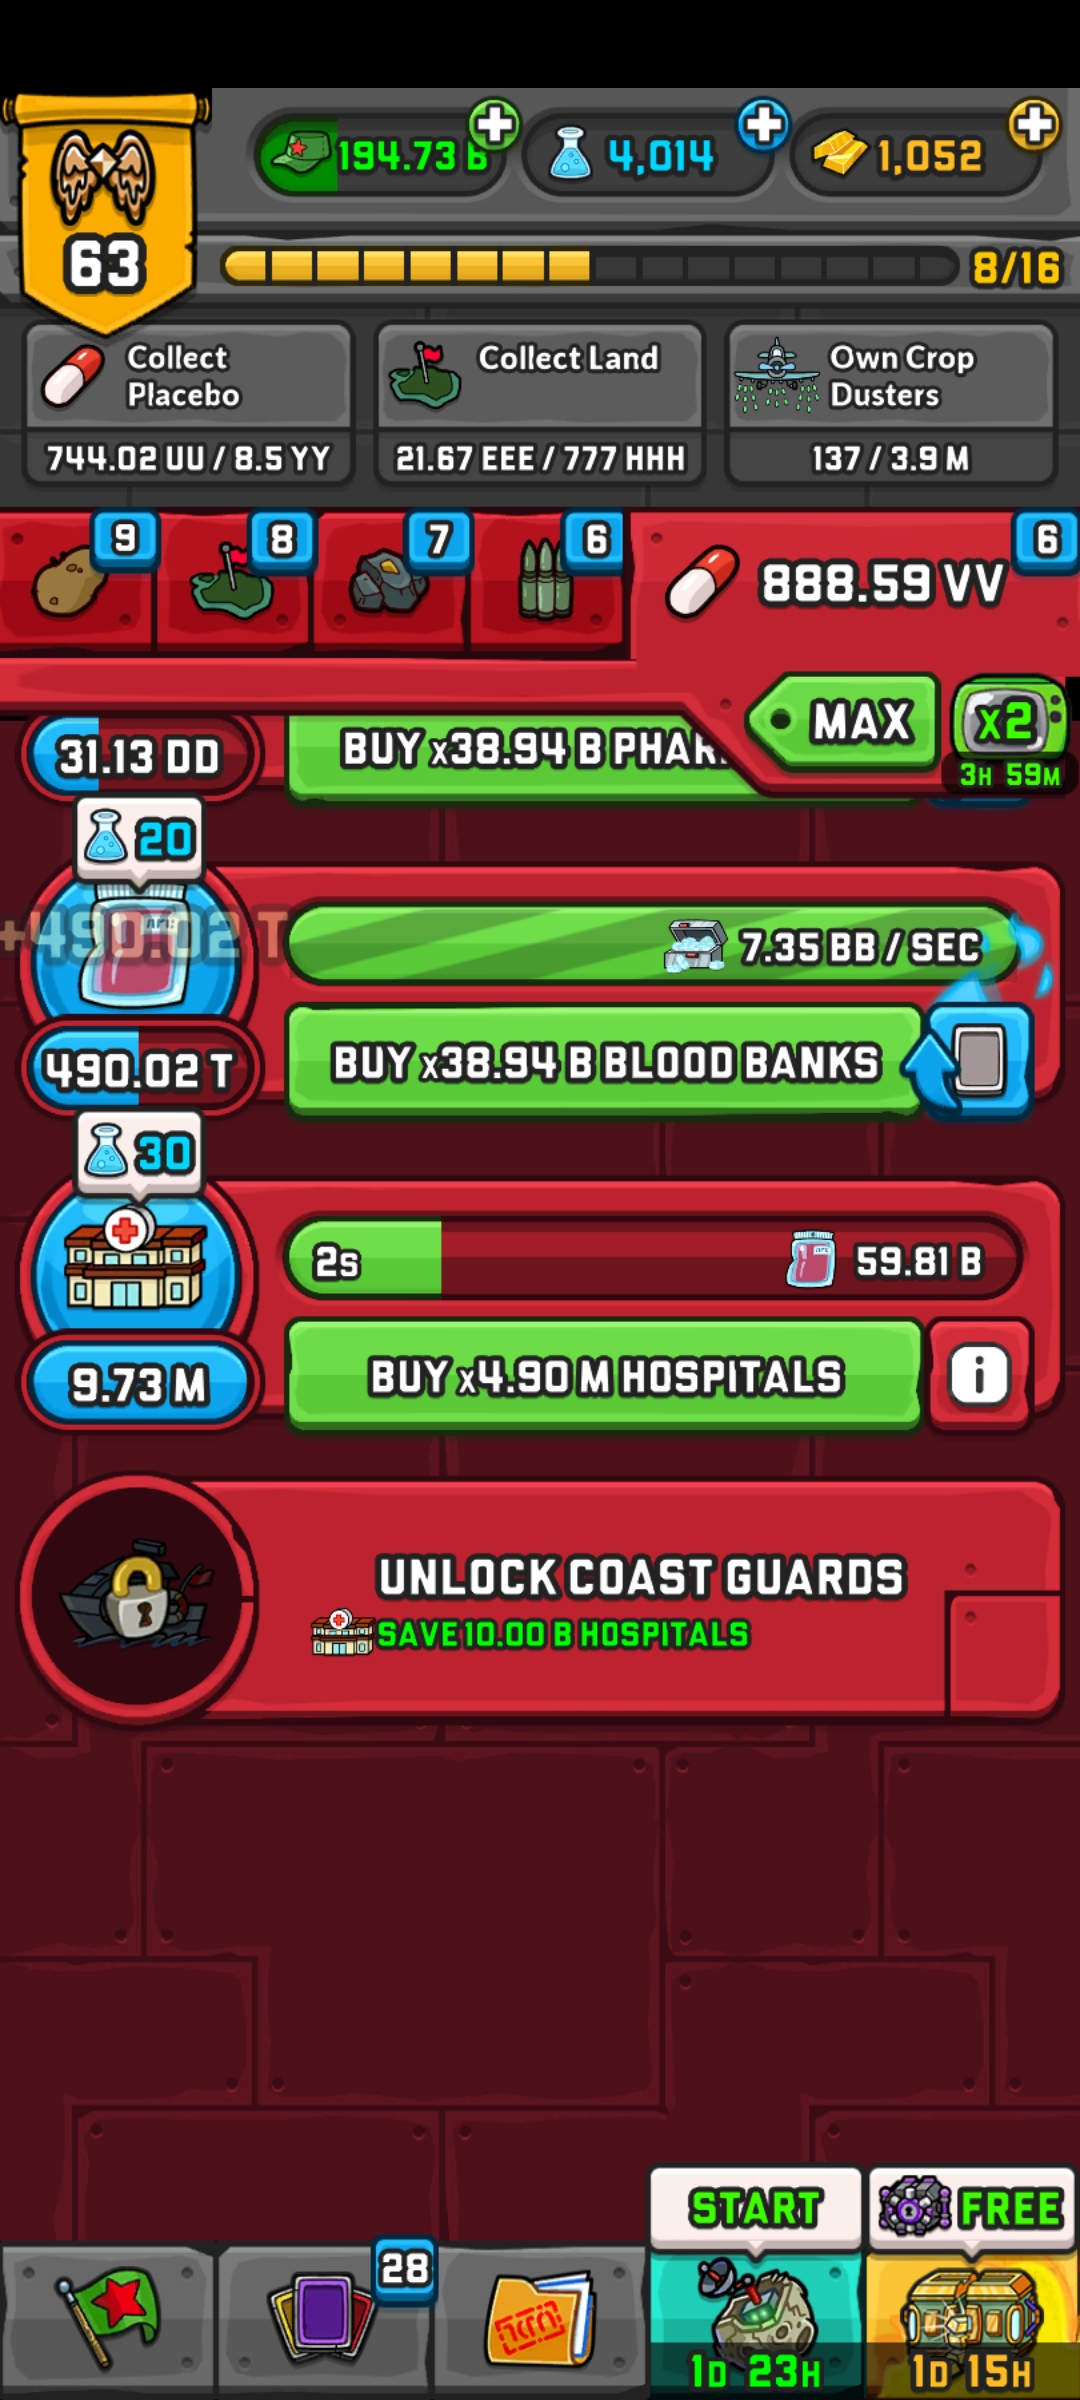 194.73 B
4,014
1,052
63
8/16
Collect Placebo
744.02 UU / 8.5 YY
Collect Land
21.67 EEE / 777 HHH
Own Crop Dusters
137 / 3.9 M
9
8
7
6
888.59 VV
6
MAX
x2
3H 59M
31.13 DD
BUY x38.94 B PHAR
20
+490.02 T
7.35 BB / SEC
490.02 T
BUY x38.94 B BLOOD BANKS
30
2s
59.81 B
9.73 M
BUY x4.90 M HOSPITALS
i
UNLOCK COAST GUARDS
SAVE 10.00 B HOSPITALS
START
FREE
28
1D 23H
1D 15H